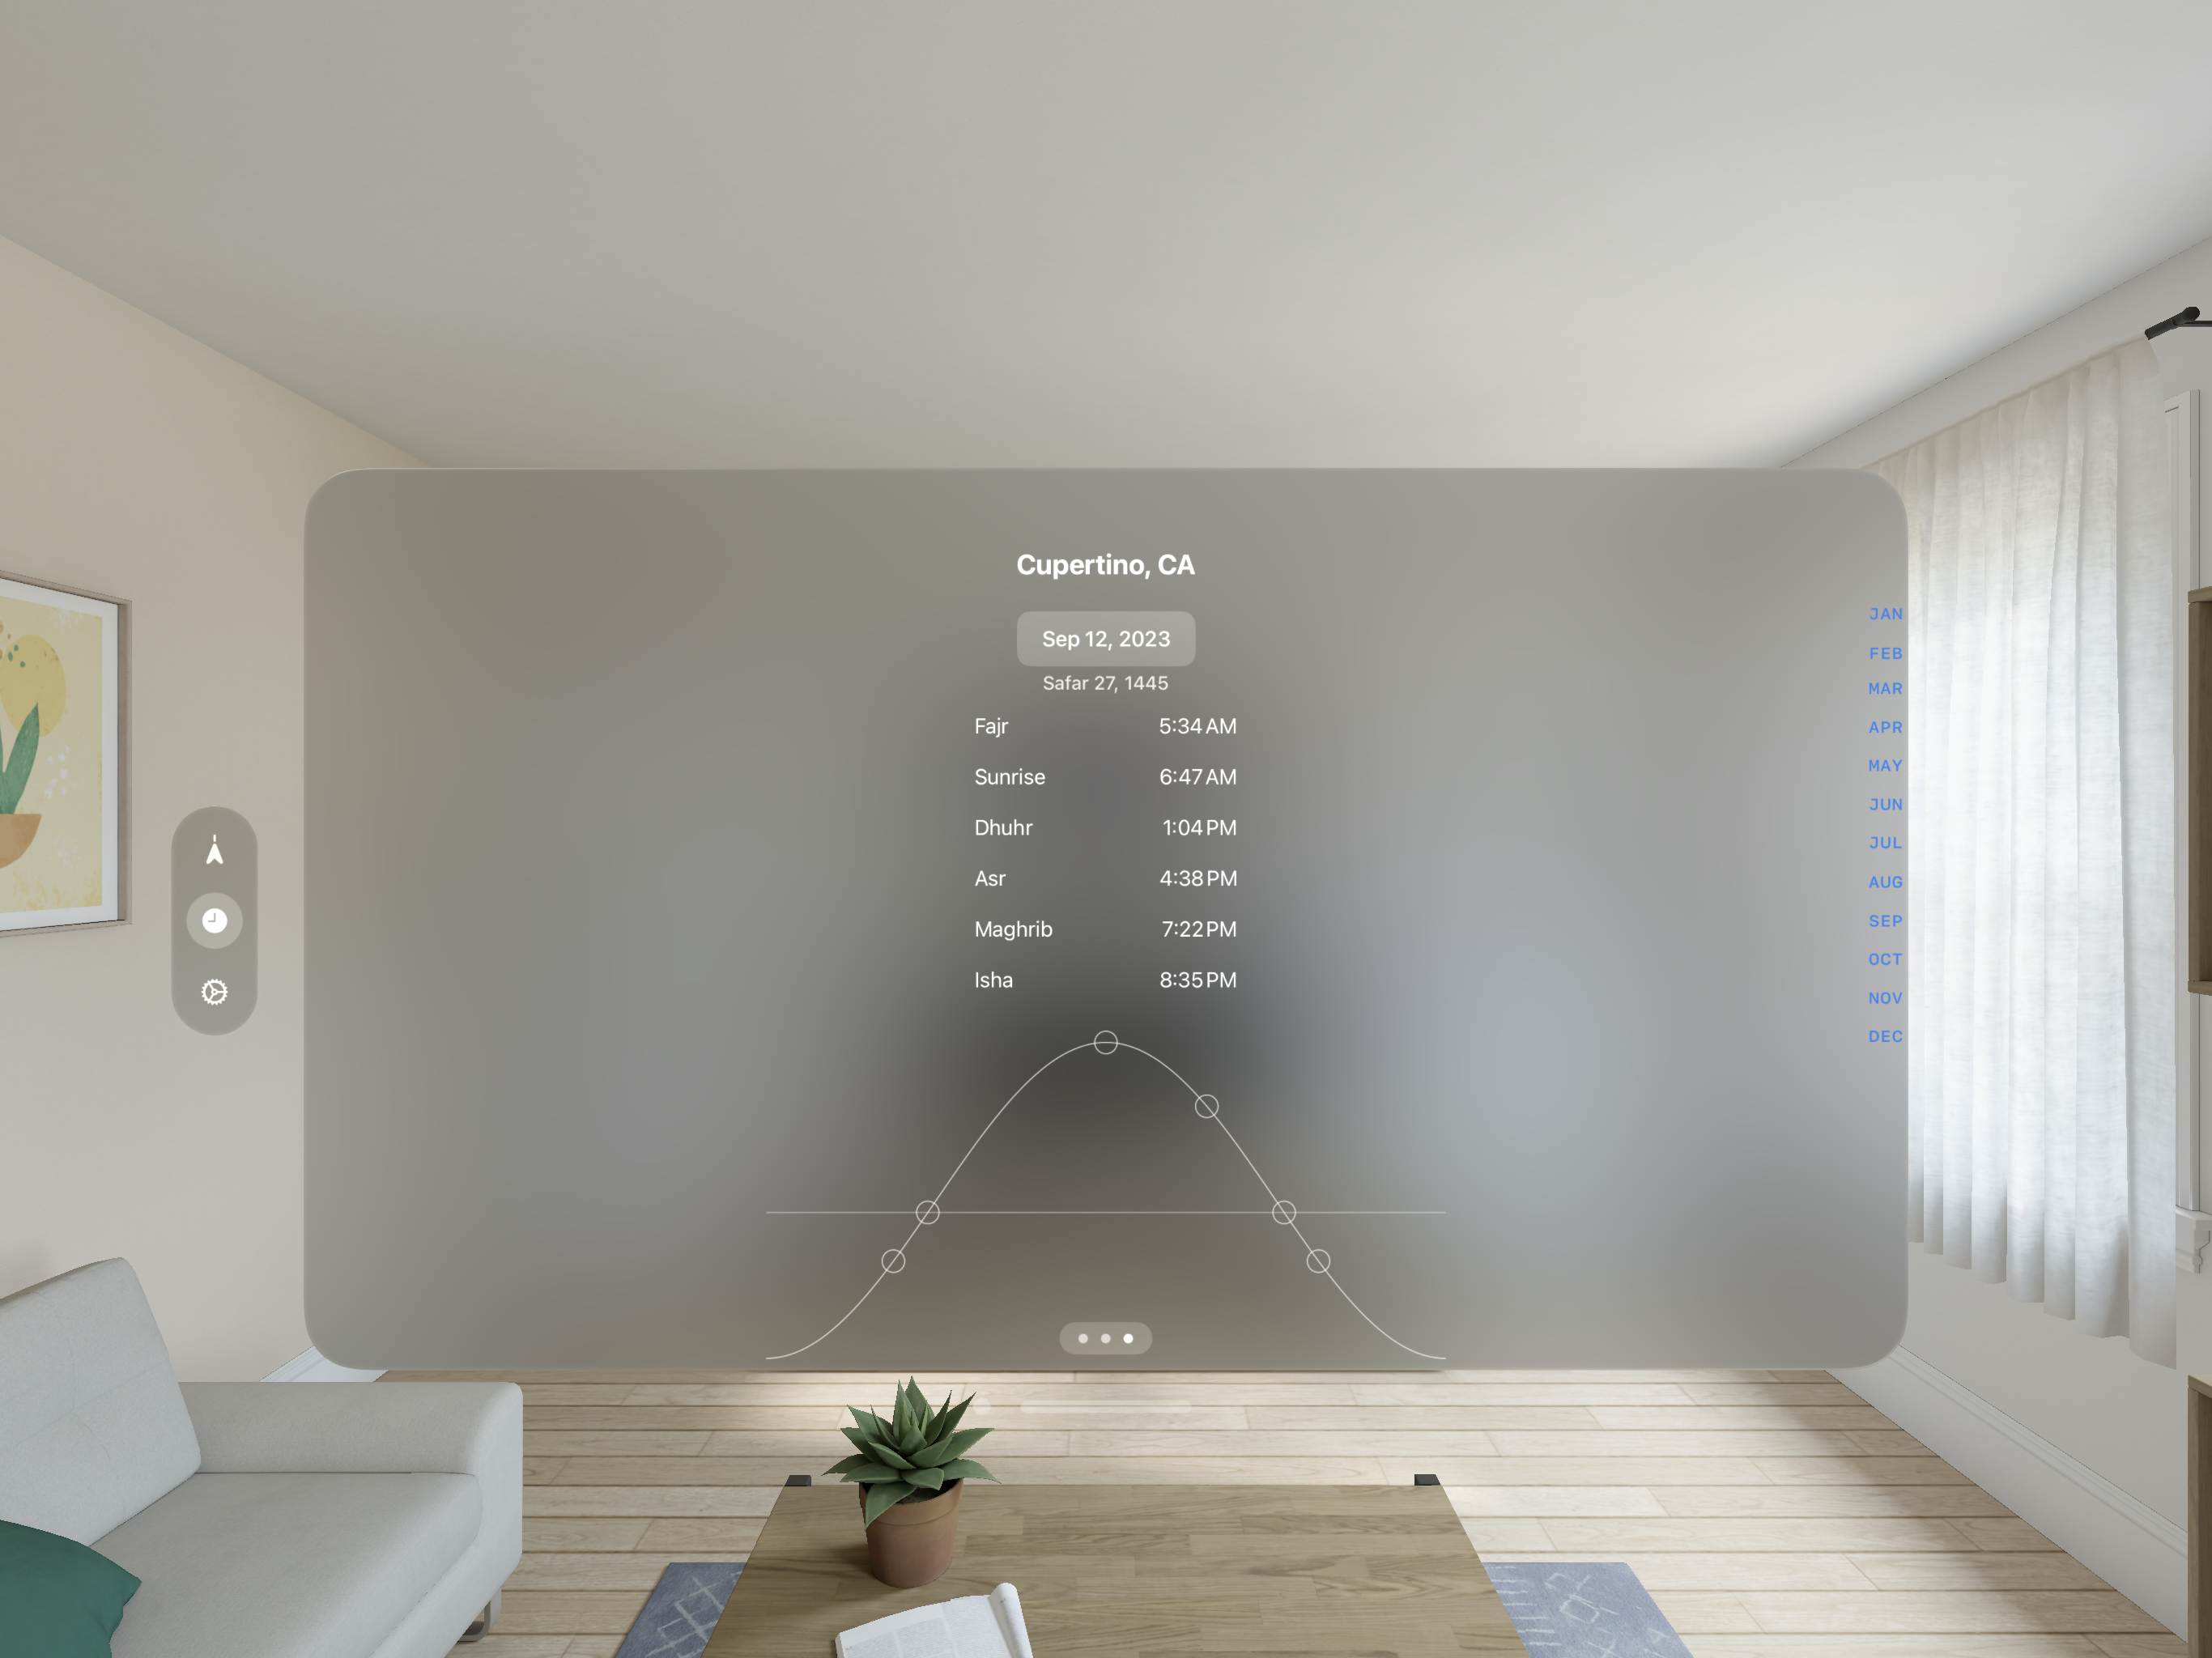 Cupertino, CA
Sep 12, 2023
Safar 27, 1445
Fajr 5:34 AM
Sunrise 6:47 AM
Dhuhr 1:04 PM
Asr 4:38 PM
Maghrib 7:22 PM
Isha 8:35 PM
JAN
FEB
MAR
APR
MAY
JUN
JUL
AUG
SEP
OCT
NOV
DEC